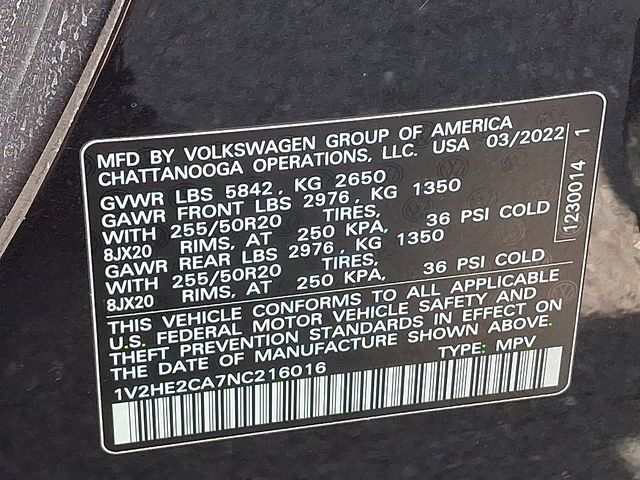 MFD BY VOLKSWAGEN GROUP OF AMERICA
CHATTANOOGA OPERATIONS, LLC. USA 03/2022
GVWR LBS 5842, KG 2650
GAWR FRONT LBS 2976, KG 1350
WITH 255/50R20 TIRES, 36 PSI COLD
8JX20 RIMS, AT 250 KPA,
GAWR REAR LBS 2976, KG 1350
WITH 255/50R20 TIRES, 36 PSI COLD
8JX20 RIMS, AT 250 KPA,
THIS VEHICLE CONFORMS TO ALL APPLICABLE
U.S. FEDERAL MOTOR VEHICLE SAFETY AND
THEFT PREVENTION STANDARDS IN EFFECT ON
THE DATE OF MANUFACTURE SHOWN ABOVE.
1V2HE2CA7NC216016 TYPE: MPV
1230014 1